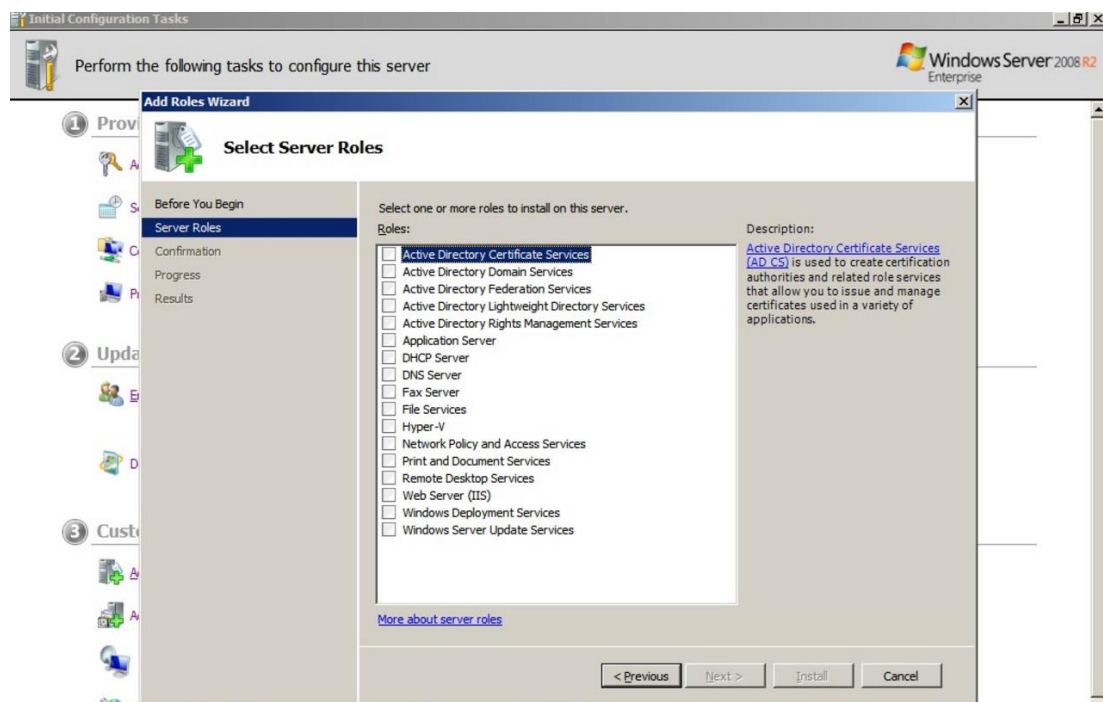 Initial Configuration Tasks
Perform the following tasks to configure this server
Windows Server 2008 R2
Enterprise
Add Roles Wizard
Select Server Roles
1
2
3
Before You Begin
Server Roles
Confirmation
Progress
Results
Select one or more roles to install on this server.
Roles:
Active Directory Certificate Services
Active Directory Domain Services
Active Directory Federation Services
Active Directory Lightweight Directory Services
Active Directory Rights Management Services
Application Server
DHCP Server
DNS Server
Fax Server
File Services
Hyper-V
Network Policy and Access Services
Print and Document Services
Remote Desktop Services
Web Server (IIS)
Windows Deployment Services
Windows Server Update Services
More about server roles
Description:
Active Directory Certificate Services
(AD CS) is used to create certification
authorities and related role services
that allow you to issue and manage
certificates used in a variety of
applications.
< Previous
Next >
Install
Cancel